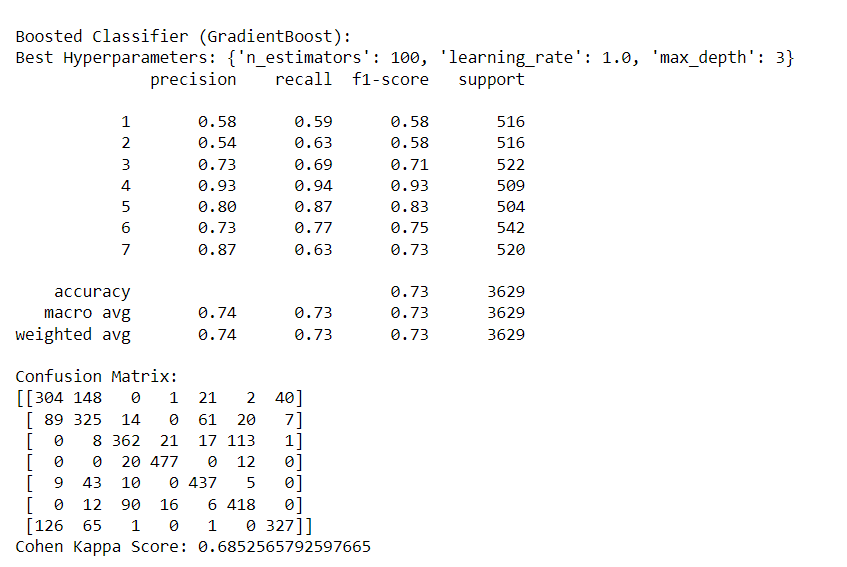 Boosted Classifier (GradientBoost):
Best Hyperparameters: {'n_estimators': 100, 'learning_rate': 1.0, 'max_depth': 3}
              precision    recall  f1-score   support

           1       0.58      0.59      0.58       516
           2       0.54      0.63      0.58       516
           3       0.73      0.69      0.71       522
           4       0.93      0.94      0.93       509
           5       0.80      0.87      0.83       504
           6       0.73      0.77      0.75       542
           7       0.87      0.63      0.73       520

    accuracy                           0.73      3629
   macro avg       0.74      0.73      0.73      3629
weighted avg       0.74      0.73      0.73      3629

Confusion Matrix:
[[304 148   0   1  21   2  40]
 [ 89 325  14   0  61  20   7]
 [  0   8 362  21  17 113   1]
 [  0   0  20 477   0  12   0]
 [  9  43  10   0 437   5   0]
 [  0  12  90  16   6 418   0]
 [126  65   1   0   1   0 327]]
Cohen Kappa Score: 0.6852565792597665